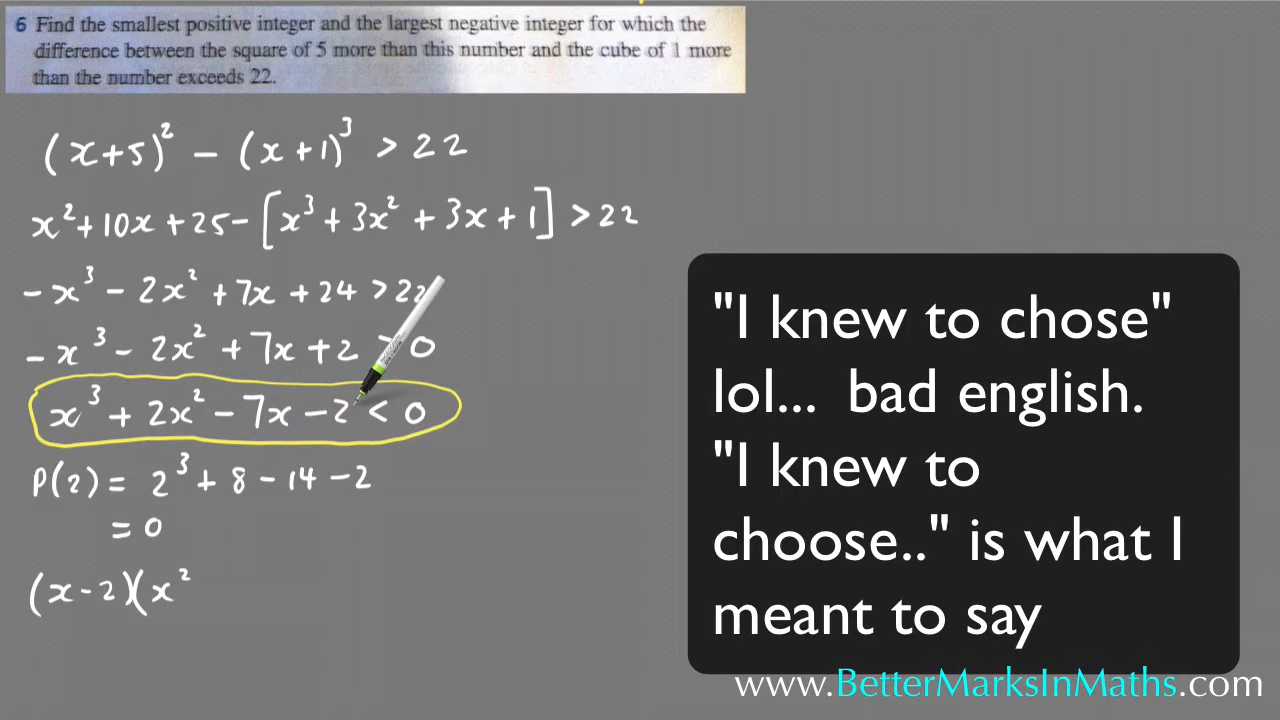 6 Find the smallest positive integer and the largest negative integer for which the
difference between the square of 5 more than this number and the cube of 1 more
than the number exceeds 22.
(x+5)² − (x+1)³ > 22
x² + 10x + 25 − [x³ + 3x² + 3x + 1] > 22
−x³ − 2x² + 7x + 24 > 22
−x³ − 2x² + 7x + 2 > 0
x³ + 2x² − 7x − 2 < 0
P(2) = 2³ + 8 − 14 − 2
= 0
(x−2)(x²
"I knew to chose"
lol... bad english.
"I knew to
choose.." is what I
meant to say
www.BetterMarksInMaths.com